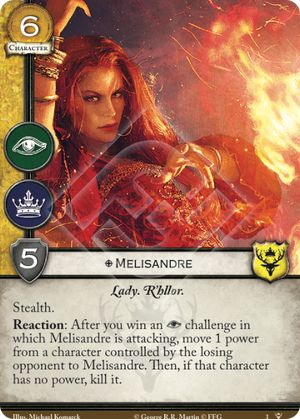 6
CHARACTER
5
MELISANDRE
Lady. R'hllor.
Stealth.
Reaction: After you win an challenge in
which Melisandre is attacking, move 1 power
from a character controlled by the losing
opponent to Melisandre. Then, if that character
has no power, kill it.
Illus. Michael Komarck © George R.R. Martin © FFG 1